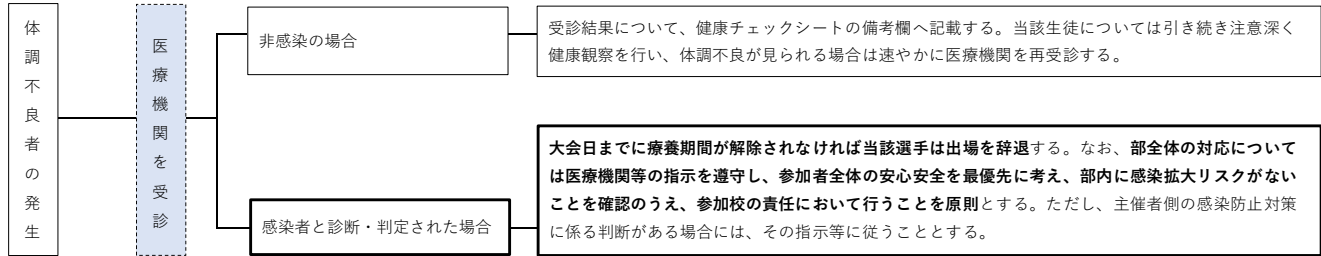 体調不良者の発生
医療機関を受診
非感染の場合
受診結果について、健康チェックシートの備考欄へ記載する。当該生徒については引き続き注意深く
健康観察を行い、体調不良が見られる場合は速やかに医療機関を再受診する。
感染者と診断・判定された場合
大会日までに療養期間が解除されなければ当該選手は出場を辞退する。なお、部全体の対応について
は医療機関等の指示を遵守し、参加者全体の安心安全を最優先に考え、部内に感染拡大リスクがない
ことを確認のうえ、参加校の責任において行うことを原則とする。ただし、主催者側の感染防止対策
に係る判断がある場合には、その指示等に従うこととする。